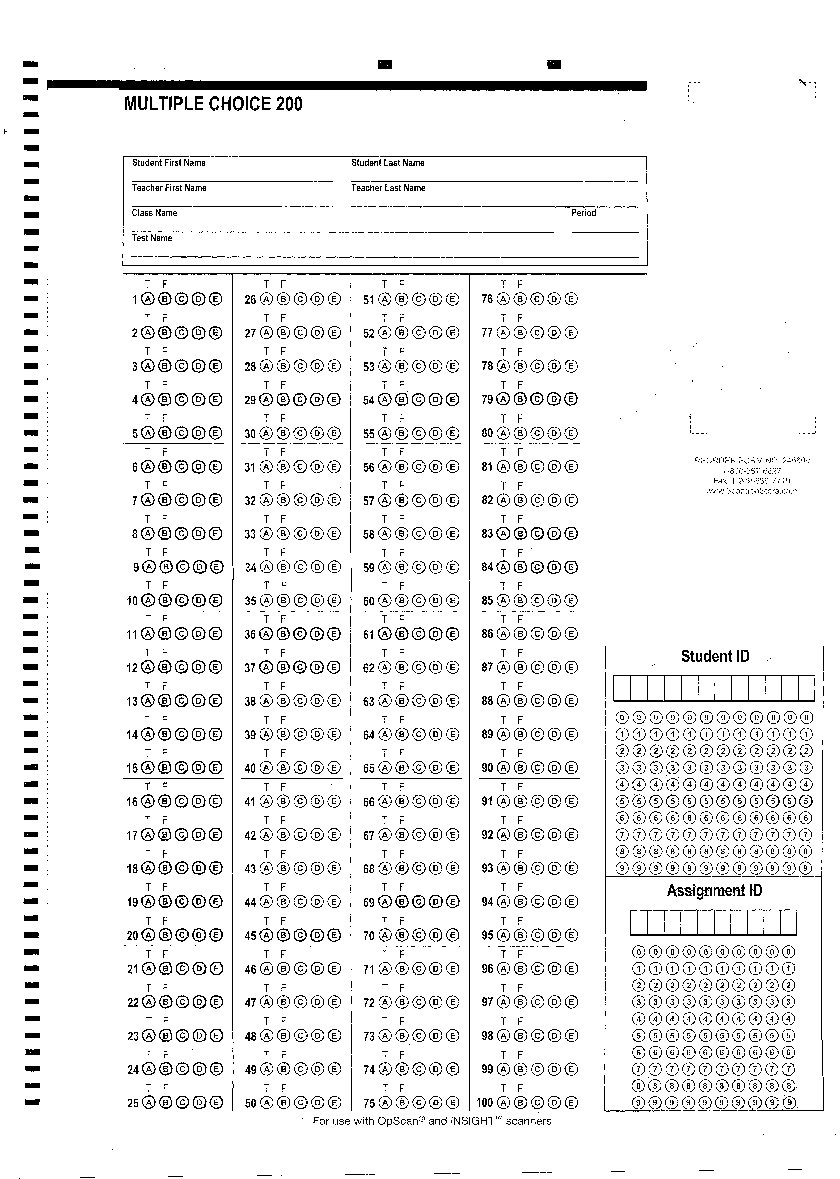 MULTIPLE CHOICE 200
Student First Name Student Last Name
Teacher First Name Teacher Last Name
Class Name Period
Test Name
T F T F T F T F
1 A B C D E 26 A B C D E 51 A B C D E 76 A B C D E
T F T F T F T F
2 A B C D E 27 A B C D E 52 A B C D E 77 A B C D E
T F T F T F T F
3 A B C D E 28 A B C D E 53 A B C D E 78 A B C D E
T F T F T F T F
4 A B C D E 29 A B C D E 54 A B C D E 79 A B C D E
T F T F T F T F
5 A B C D E 30 A B C D E 55 A B C D E 80 A B C D E
T F T F T F T F
6 A B C D E 31 A B C D E 56 A B C D E 81 A B C D E
T F T F T F T F
7 A B C D E 32 A B C D E 57 A B C D E 82 A B C D E
T F T F T F T F
8 A B C D E 33 A B C D E 58 A B C D E 83 A B C D E
T F T F T F T F
9 A B C D E 34 A B C D E 59 A B C D E 84 A B C D E
T F T F T F T F
10 A B C D E 35 A B C D E 60 A B C D E 85 A B C D E
T F T F T F T F
11 A B C D E 36 A B C D E 61 A B C D E 86 A B C D E
T F T F T F T F
12 A B C D E 37 A B C D E 62 A B C D E 87 A B C D E
T F T F T F T F
13 A B C D E 38 A B C D E 63 A B C D E 88 A B C D E
T F T F T F T F
14 A B C D E 39 A B C D E 64 A B C D E 89 A B C D E
T F T F T F T F
15 A B C D E 40 A B C D E 65 A B C D E 90 A B C D E
T F T F T F T F
16 A B C D E 41 A B C D E 66 A B C D E 91 A B C D E
T F T F T F T F
17 A B C D E 42 A B C D E 67 A B C D E 92 A B C D E
T F T F T F T F
18 A B C D E 43 A B C D E 68 A B C D E 93 A B C D E
T F T F T F T F
19 A B C D E 44 A B C D E 69 A B C D E 94 A B C D E
T F T F T F T F
20 A B C D E 45 A B C D E 70 A B C D E 95 A B C D E
T F T F T F T F
21 A B C D E 46 A B C D E 71 A B C D E 96 A B C D E
T F T F T F T F
22 A B C D E 47 A B C D E 72 A B C D E 97 A B C D E
T F T F T F T F
23 A B C D E 48 A B C D E 73 A B C D E 98 A B C D E
T F T F T F T F
24 A B C D E 49 A B C D E 74 A B C D E 99 A B C D E
T F T F T F T F
25 A B C D E 50 A B C D E 75 A B C D E 100 A B C D E
For use with OpScan and iNSIGHT scanners
Student ID
0 0 0 0 0 0 0 0 0 0 0 0
1 1 1 1 1 1 1 1 1 1 1 1
2 2 2 2 2 2 2 2 2 2 2 2
3 3 3 3 3 3 3 3 3 3 3 3
4 4 4 4 4 4 4 4 4 4 4 4
5 5 5 5 5 5 5 5 5 5 5 5
6 6 6 6 6 6 6 6 6 6 6 6
7 7 7 7 7 7 7 7 7 7 7 7
8 8 8 8 8 8 8 8 8 8 8 8
9 9 9 9 9 9 9 9 9 9 9 9
Assignment ID
0 0 0 0 0 0 0 0 0 0
1 1 1 1 1 1 1 1 1 1
2 2 2 2 2 2 2 2 2 2
3 3 3 3 3 3 3 3 3 3
4 4 4 4 4 4 4 4 4 4
5 5 5 5 5 5 5 5 5 5
6 6 6 6 6 6 6 6 6 6
7 7 7 7 7 7 7 7 7 7
8 8 8 8 8 8 8 8 8 8
9 9 9 9 9 9 9 9 9 9